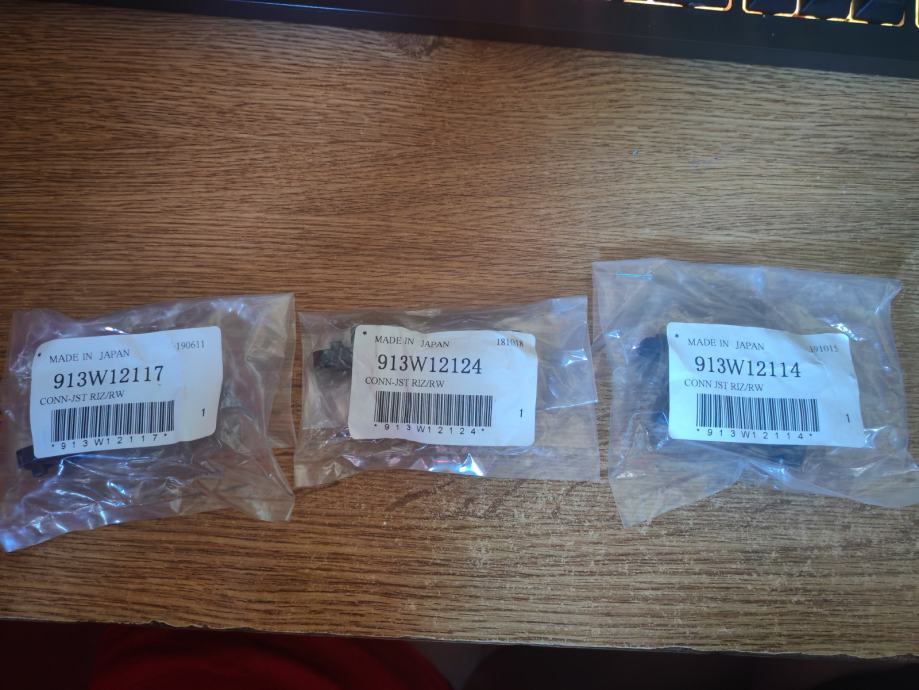 MADE IN JAPAN 190611
913W12117
CONN-JST RIZ/RW
1
*913W12117*
MADE IN JAPAN 181018
913W12124
CONN-JST RIZ/RW
1
*913W12124*
MADE IN JAPAN 191015
913W12114
CONN JST RIZ/RW
1
*913W12114*